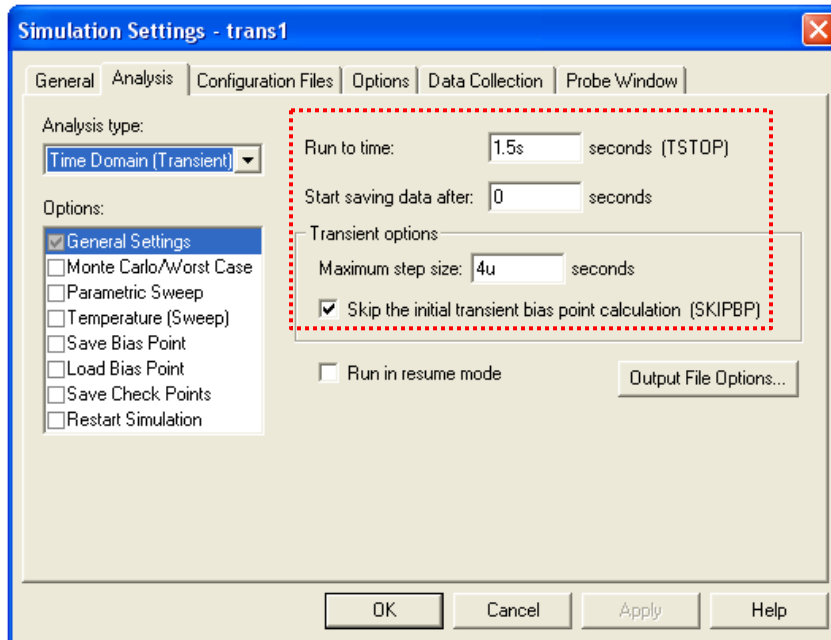 Simulation Settings - trans1
General Analysis Configuration Files Options Data Collection Probe Window
Analysis type:
Time Domain (Transient)
Options:
General Settings
Monte Carlo/Worst Case
Parametric Sweep
Temperature (Sweep)
Save Bias Point
Load Bias Point
Save Check Points
Restart Simulation
Run to time: 1.5s seconds (TSTOP)
Start saving data after: 0 seconds
Transient options
Maximum step size: 4u seconds
Skip the initial transient bias point calculation (SKIPBP)
Run in resume mode
Output File Options...
OK Cancel Apply Help